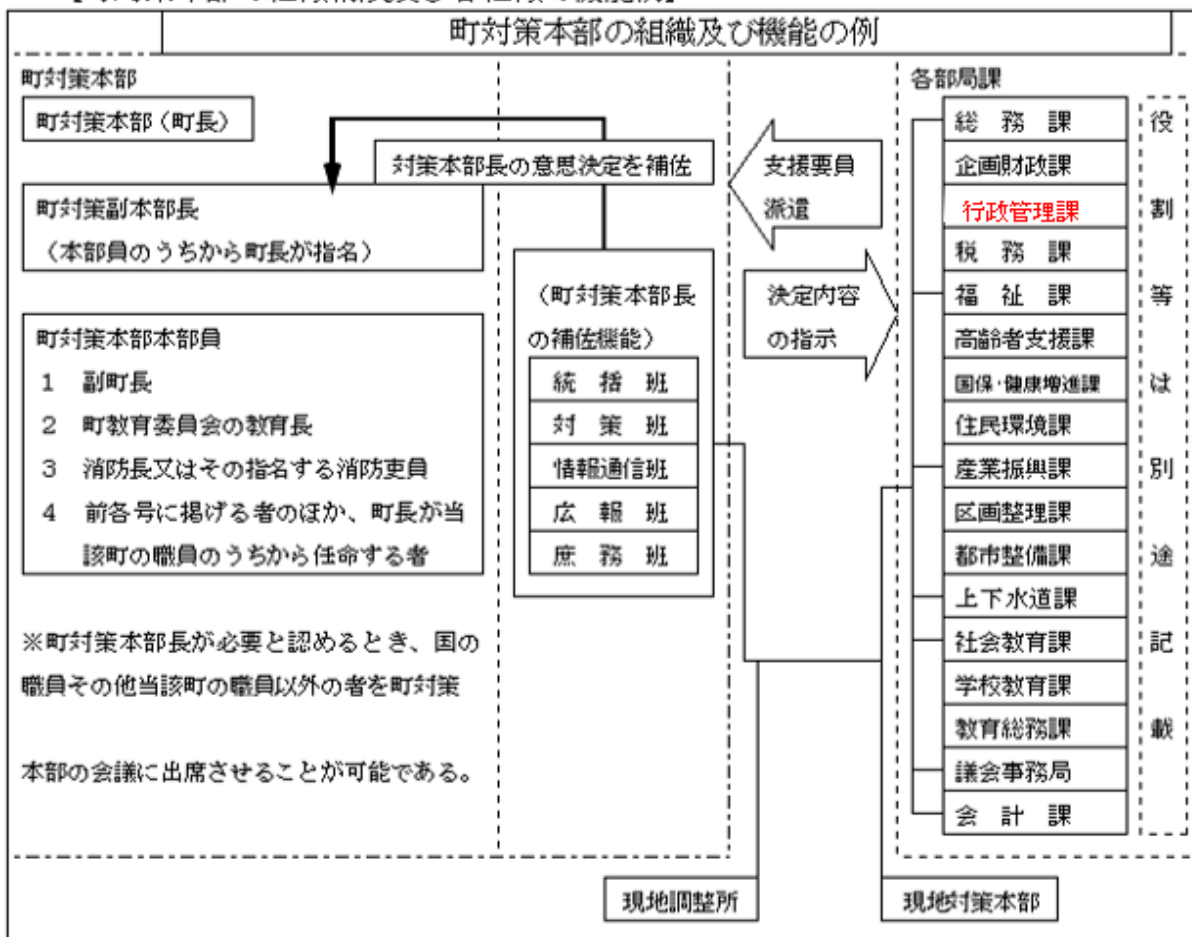 町対策本部の組織及び機能の例
町対策本部
町対策本部（町長）
対策本部長の意思決定を補佐
町対策副本部長
（本部員のうちから町長が指名）
町対策本部本部員
1 副町長
2 町教育委員会の教育長
3 消防長又はその指名する消防吏員
4 前各号に掲げる者のほか、町長が当
該町の職員のうちから任命する者
※町対策本部長が必要と認めるとき、国の
職員その他当該町の職員以外の者を町対策
本部の会議に出席させることが可能である。
（町対策本部長
の補佐機能）
統括班
対策班
情報通信班
広報班
庶務班
支援要員
派遣
決定内容
の指示
各部局課
総務課
企画財政課
行政管理課
税務課
福祉課
高齢者支援課
国保・健康増進課
住民環境課
産業振興課
区画整理課
都市整備課
上下水道課
社会教育課
学校教育課
教育総務課
議会事務局
会計課
役割等は別途記載
現地調整所
現地対策本部